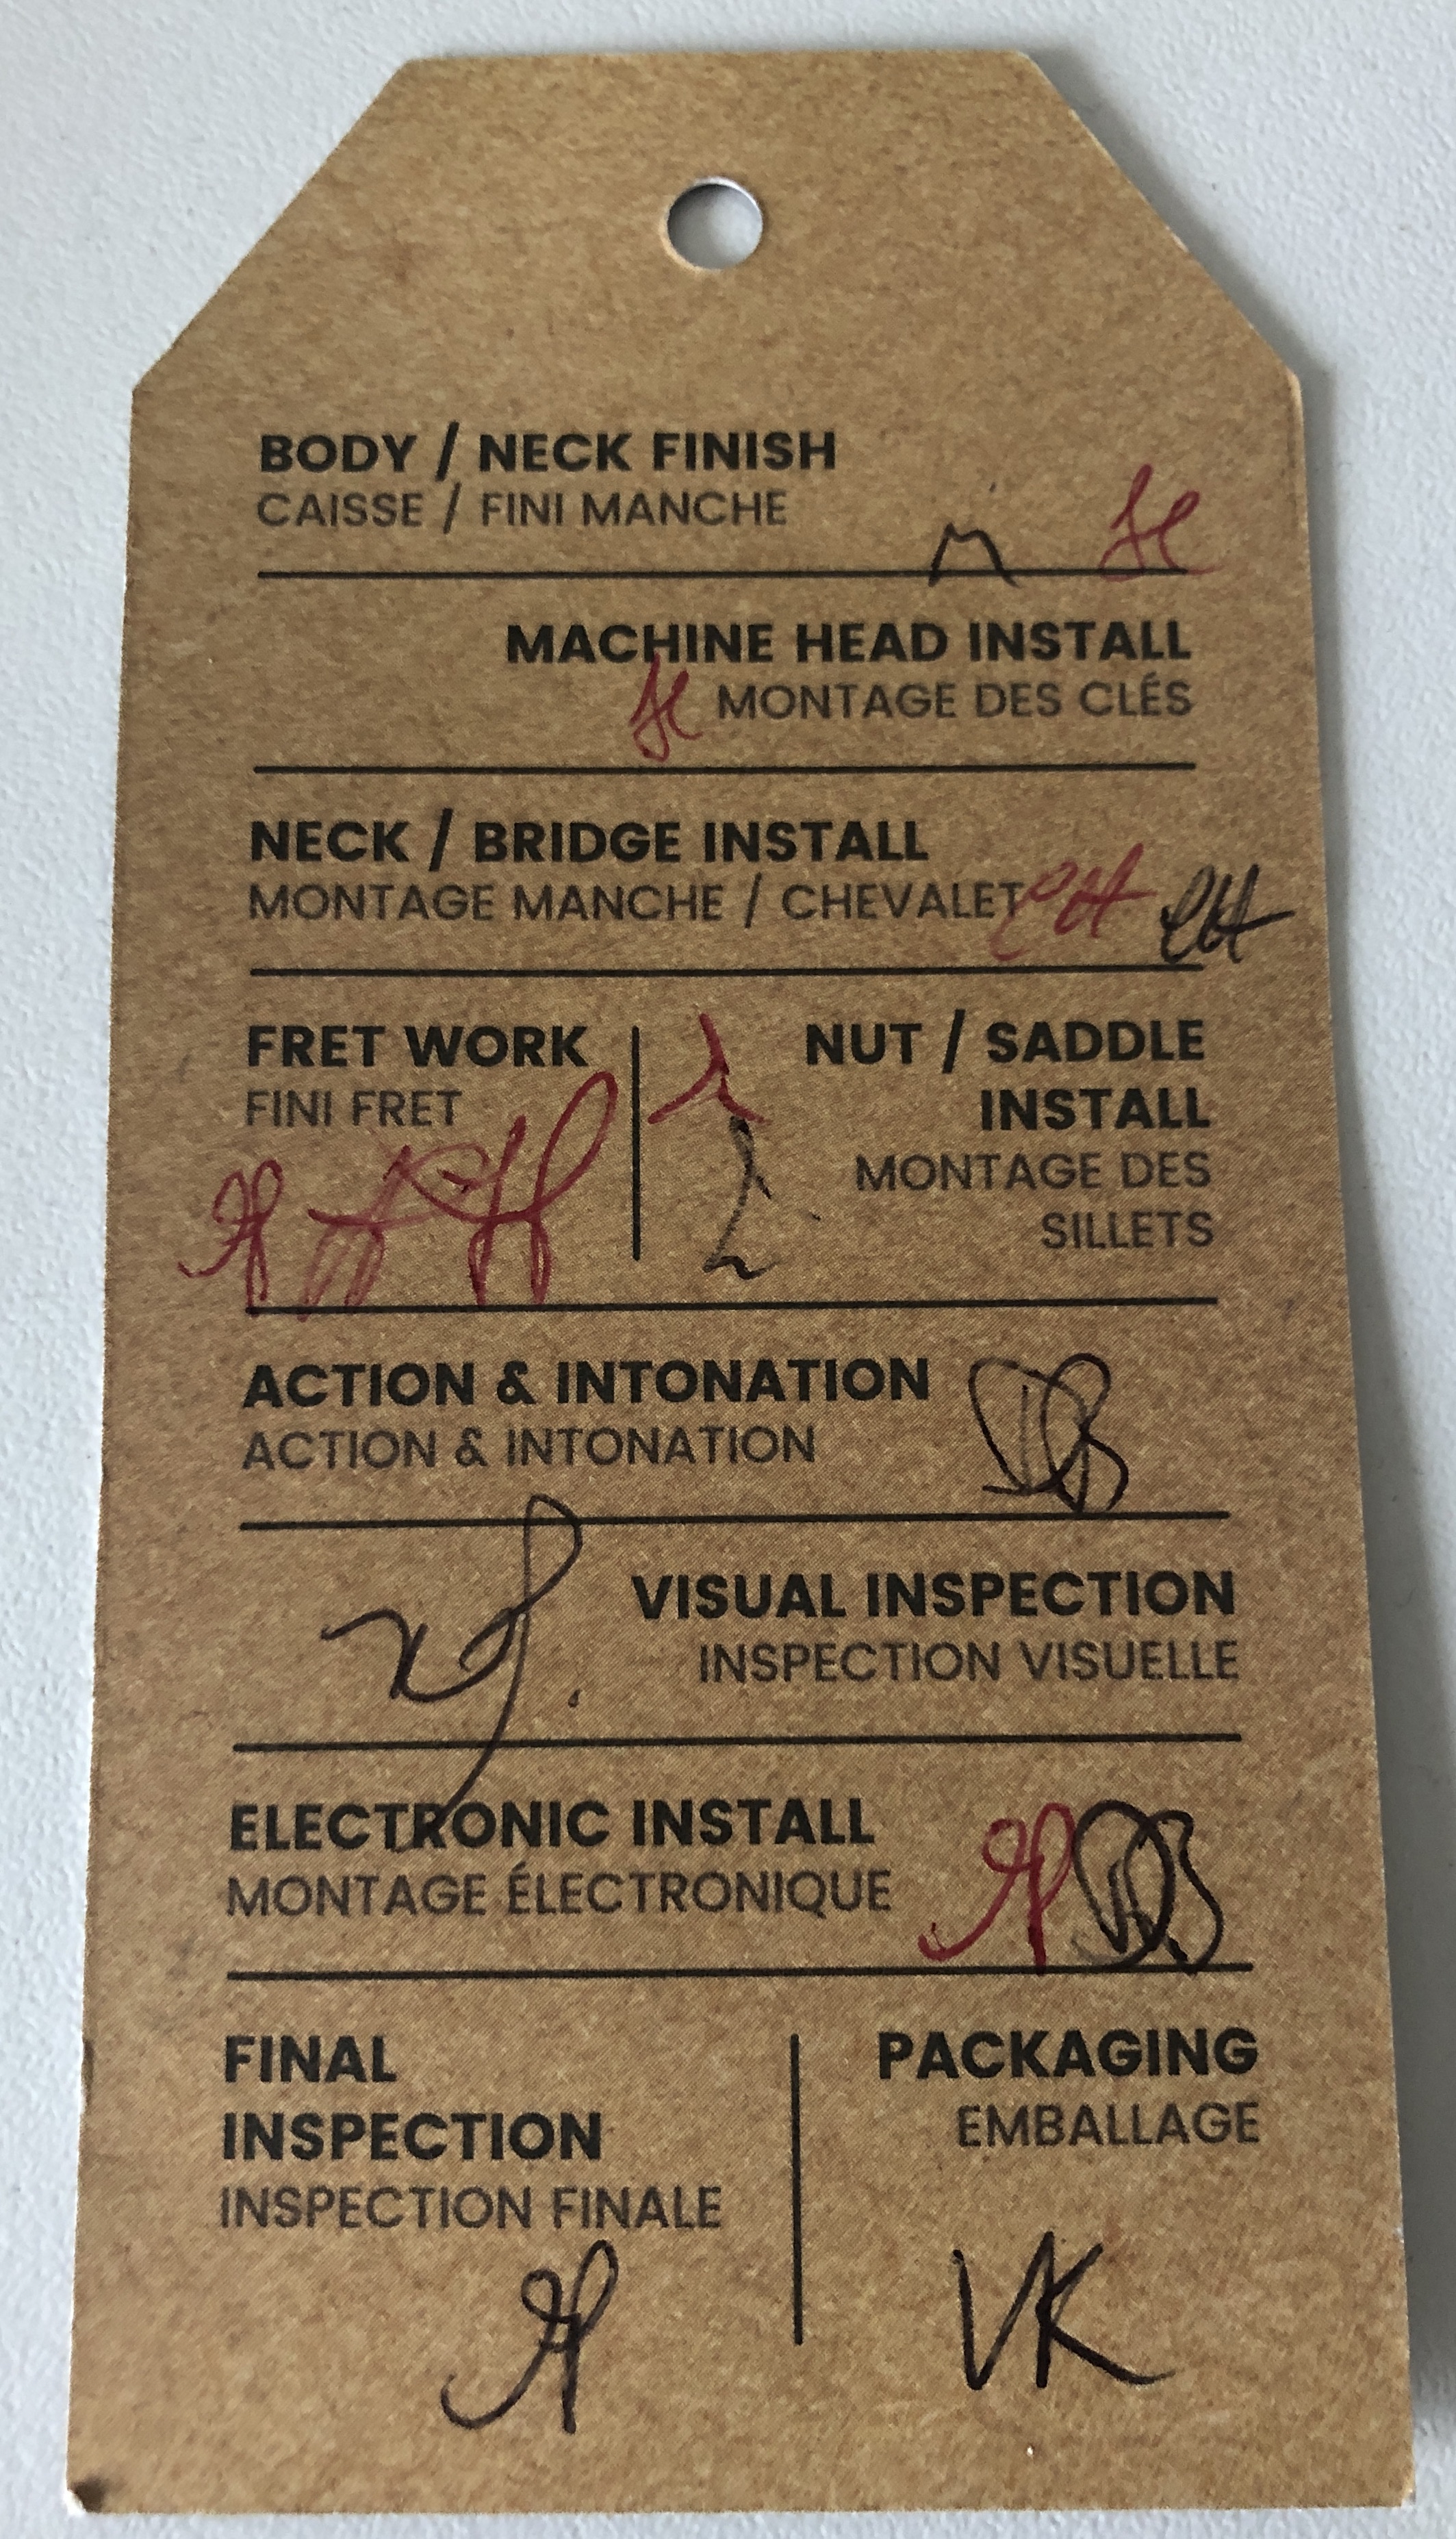 BODY / NECK FINISH
CAISSE / FINI MANCHE
MACHINE HEAD INSTALL
MONTAGE DES CLÉS
NECK / BRIDGE INSTALL
MONTAGE MANCHE / CHEVALET
FRET WORK
FINI FRET
NUT / SADDLE
INSTALL
MONTAGE DES
SILLETS
ACTION & INTONATION
ACTION & INTONATION
VISUAL INSPECTION
INSPECTION VISUELLE
ELECTRONIC INSTALL
MONTAGE ÉLECTRONIQUE
FINAL
INSPECTION
INSPECTION FINALE
PACKAGING
EMBALLAGE
VK